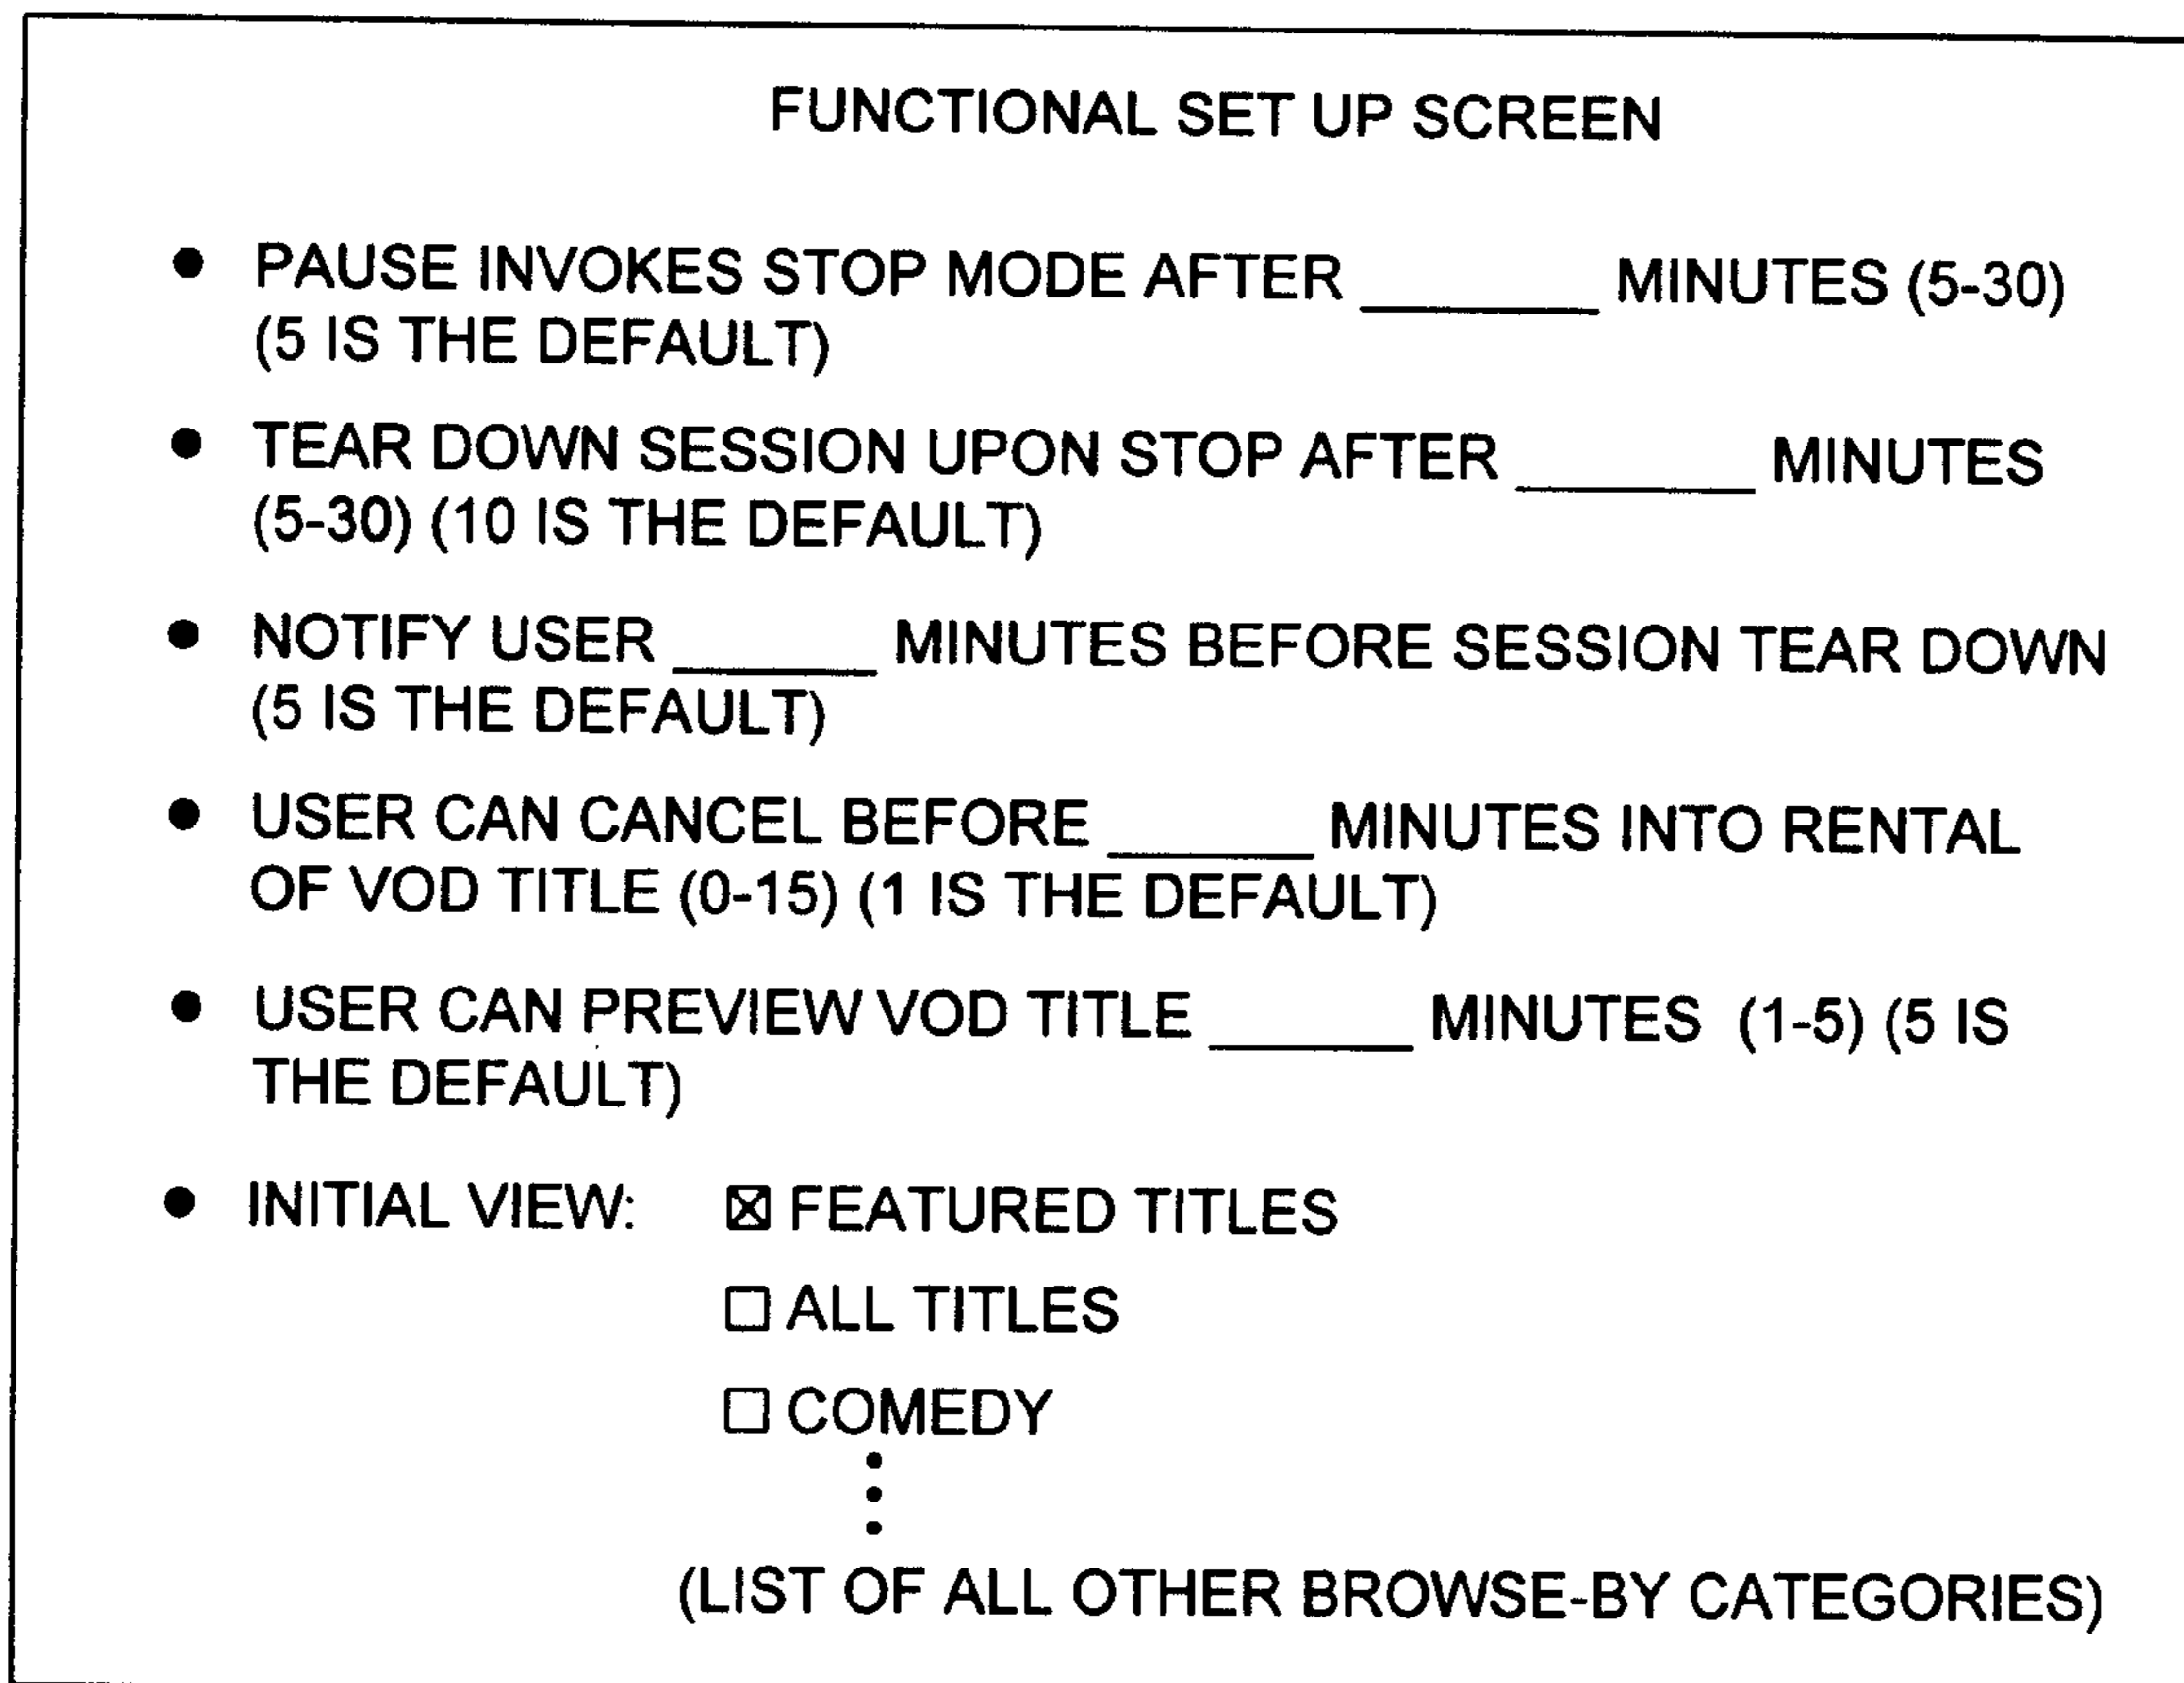 FUNCTIONAL SET UP SCREEN
• PAUSE INVOKES STOP MODE AFTER ______ MINUTES (5-30)
(5 IS THE DEFAULT)
• TEAR DOWN SESSION UPON STOP AFTER ______ MINUTES
(5-30) (10 IS THE DEFAULT)
• NOTIFY USER ______ MINUTES BEFORE SESSION TEAR DOWN
(5 IS THE DEFAULT)
• USER CAN CANCEL BEFORE ______ MINUTES INTO RENTAL
OF VOD TITLE (0-15) (1 IS THE DEFAULT)
• USER CAN PREVIEW VOD TITLE ______ MINUTES (1-5) (5 IS
THE DEFAULT)
• INITIAL VIEW: ☒ FEATURED TITLES
☐ ALL TITLES
☐ COMEDY
(LIST OF ALL OTHER BROWSE-BY CATEGORIES)